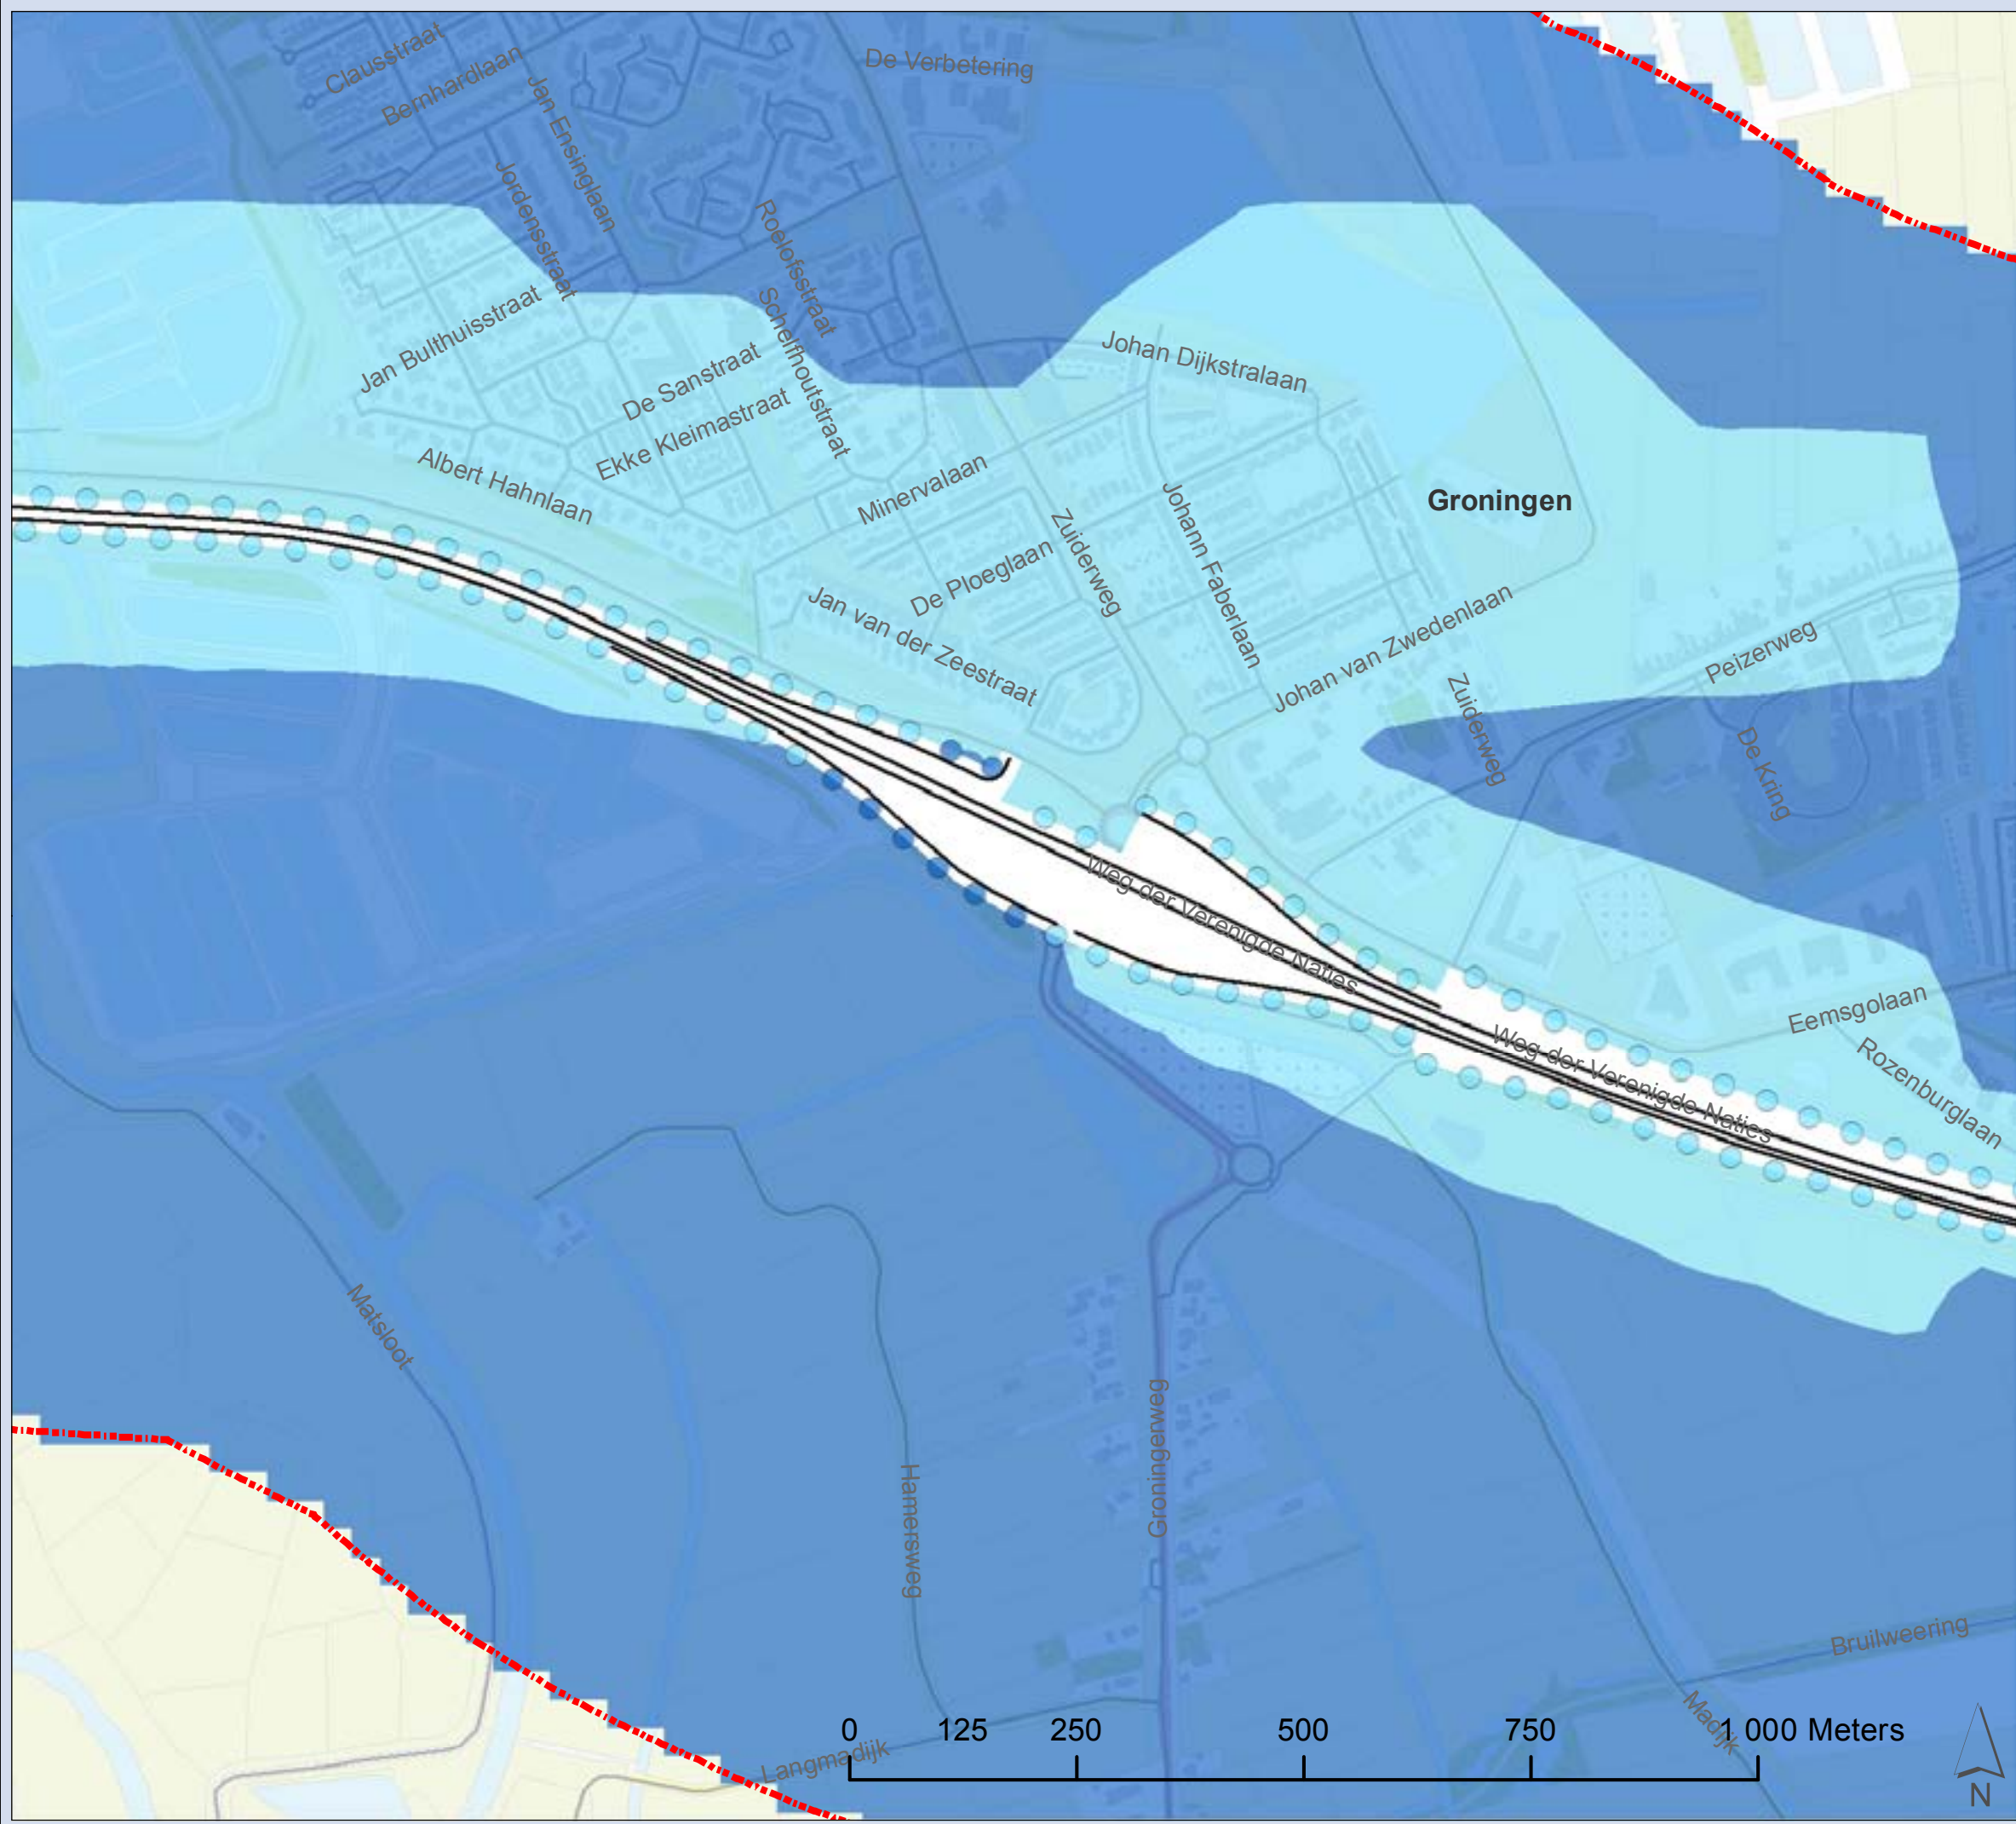 Clausstraat
De Verbetering
Bernhardlaan
Jan Ensinglaan
Jordensstraat
Roelofsstraat
Jan Bulthuisstraat
Schelfhoutstraat
Johan Dijkstralaan
De Sanstraat
Ekke Kleimastraat
Albert Hahnlaan
Minervalaan
Groningen
Zuiderweg
Johann Faberlaan
De Ploeglaan
Jan van der Zeestraat
Johan van Zwedenlaan
Peizerweg
Zuiderweg
De Kring
Weg der Verenigde Naties
Eemsgolaan
Weg der Verenigde Naties
Rozenburglaan
Matsloot
Groningerweg
Hamersweg
Bruilweering
Madijk
Langmadijk
0 125 250 500 750 1 000 Meters
N